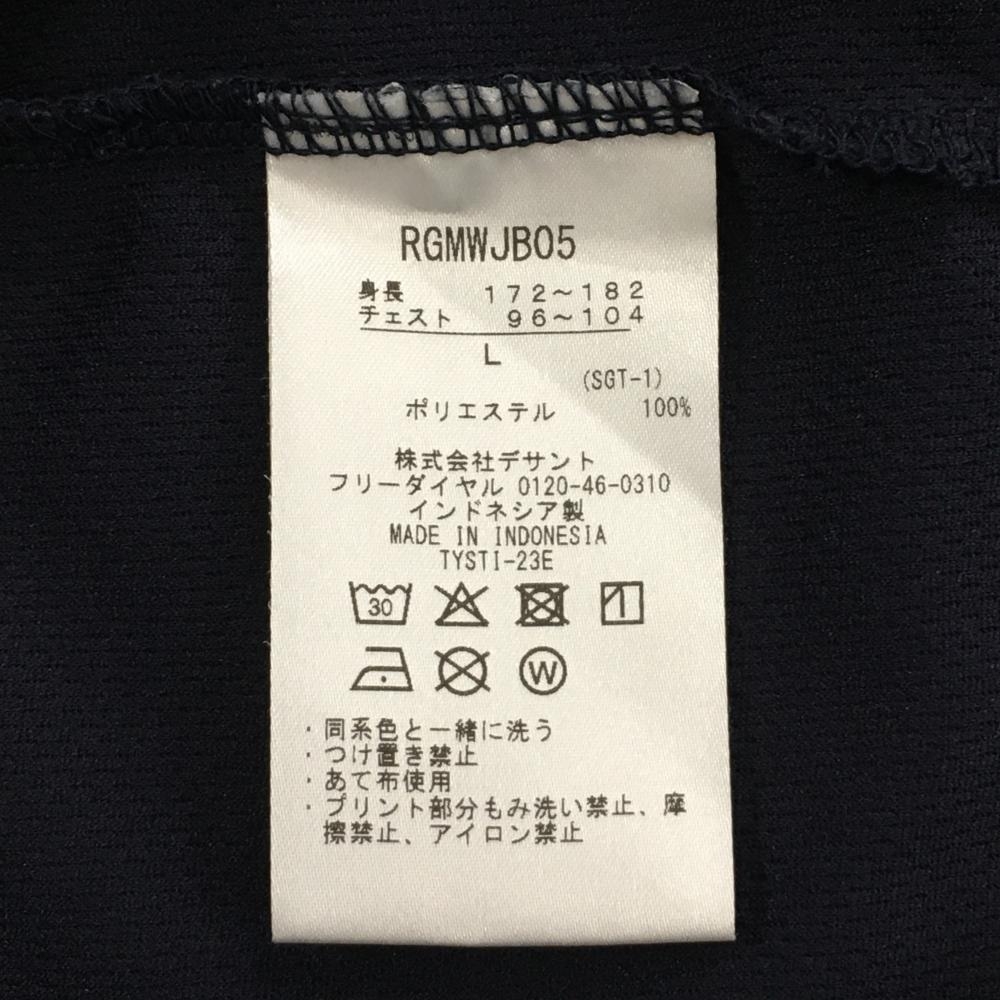 RGMWJB05
身長 172～182
チェスト 96～104
L
(SGT-1)
ポリエステル 100%
株式会社デサント
フリーダイヤル 0120-46-0310
インドネシア製
MADE IN INDONESIA
TYSTI-23E
30
W
・同系色と一緒に洗う
・つけ置き禁止
・あて布使用
・プリント部分もみ洗い禁止、摩
擦禁止、アイロン禁止